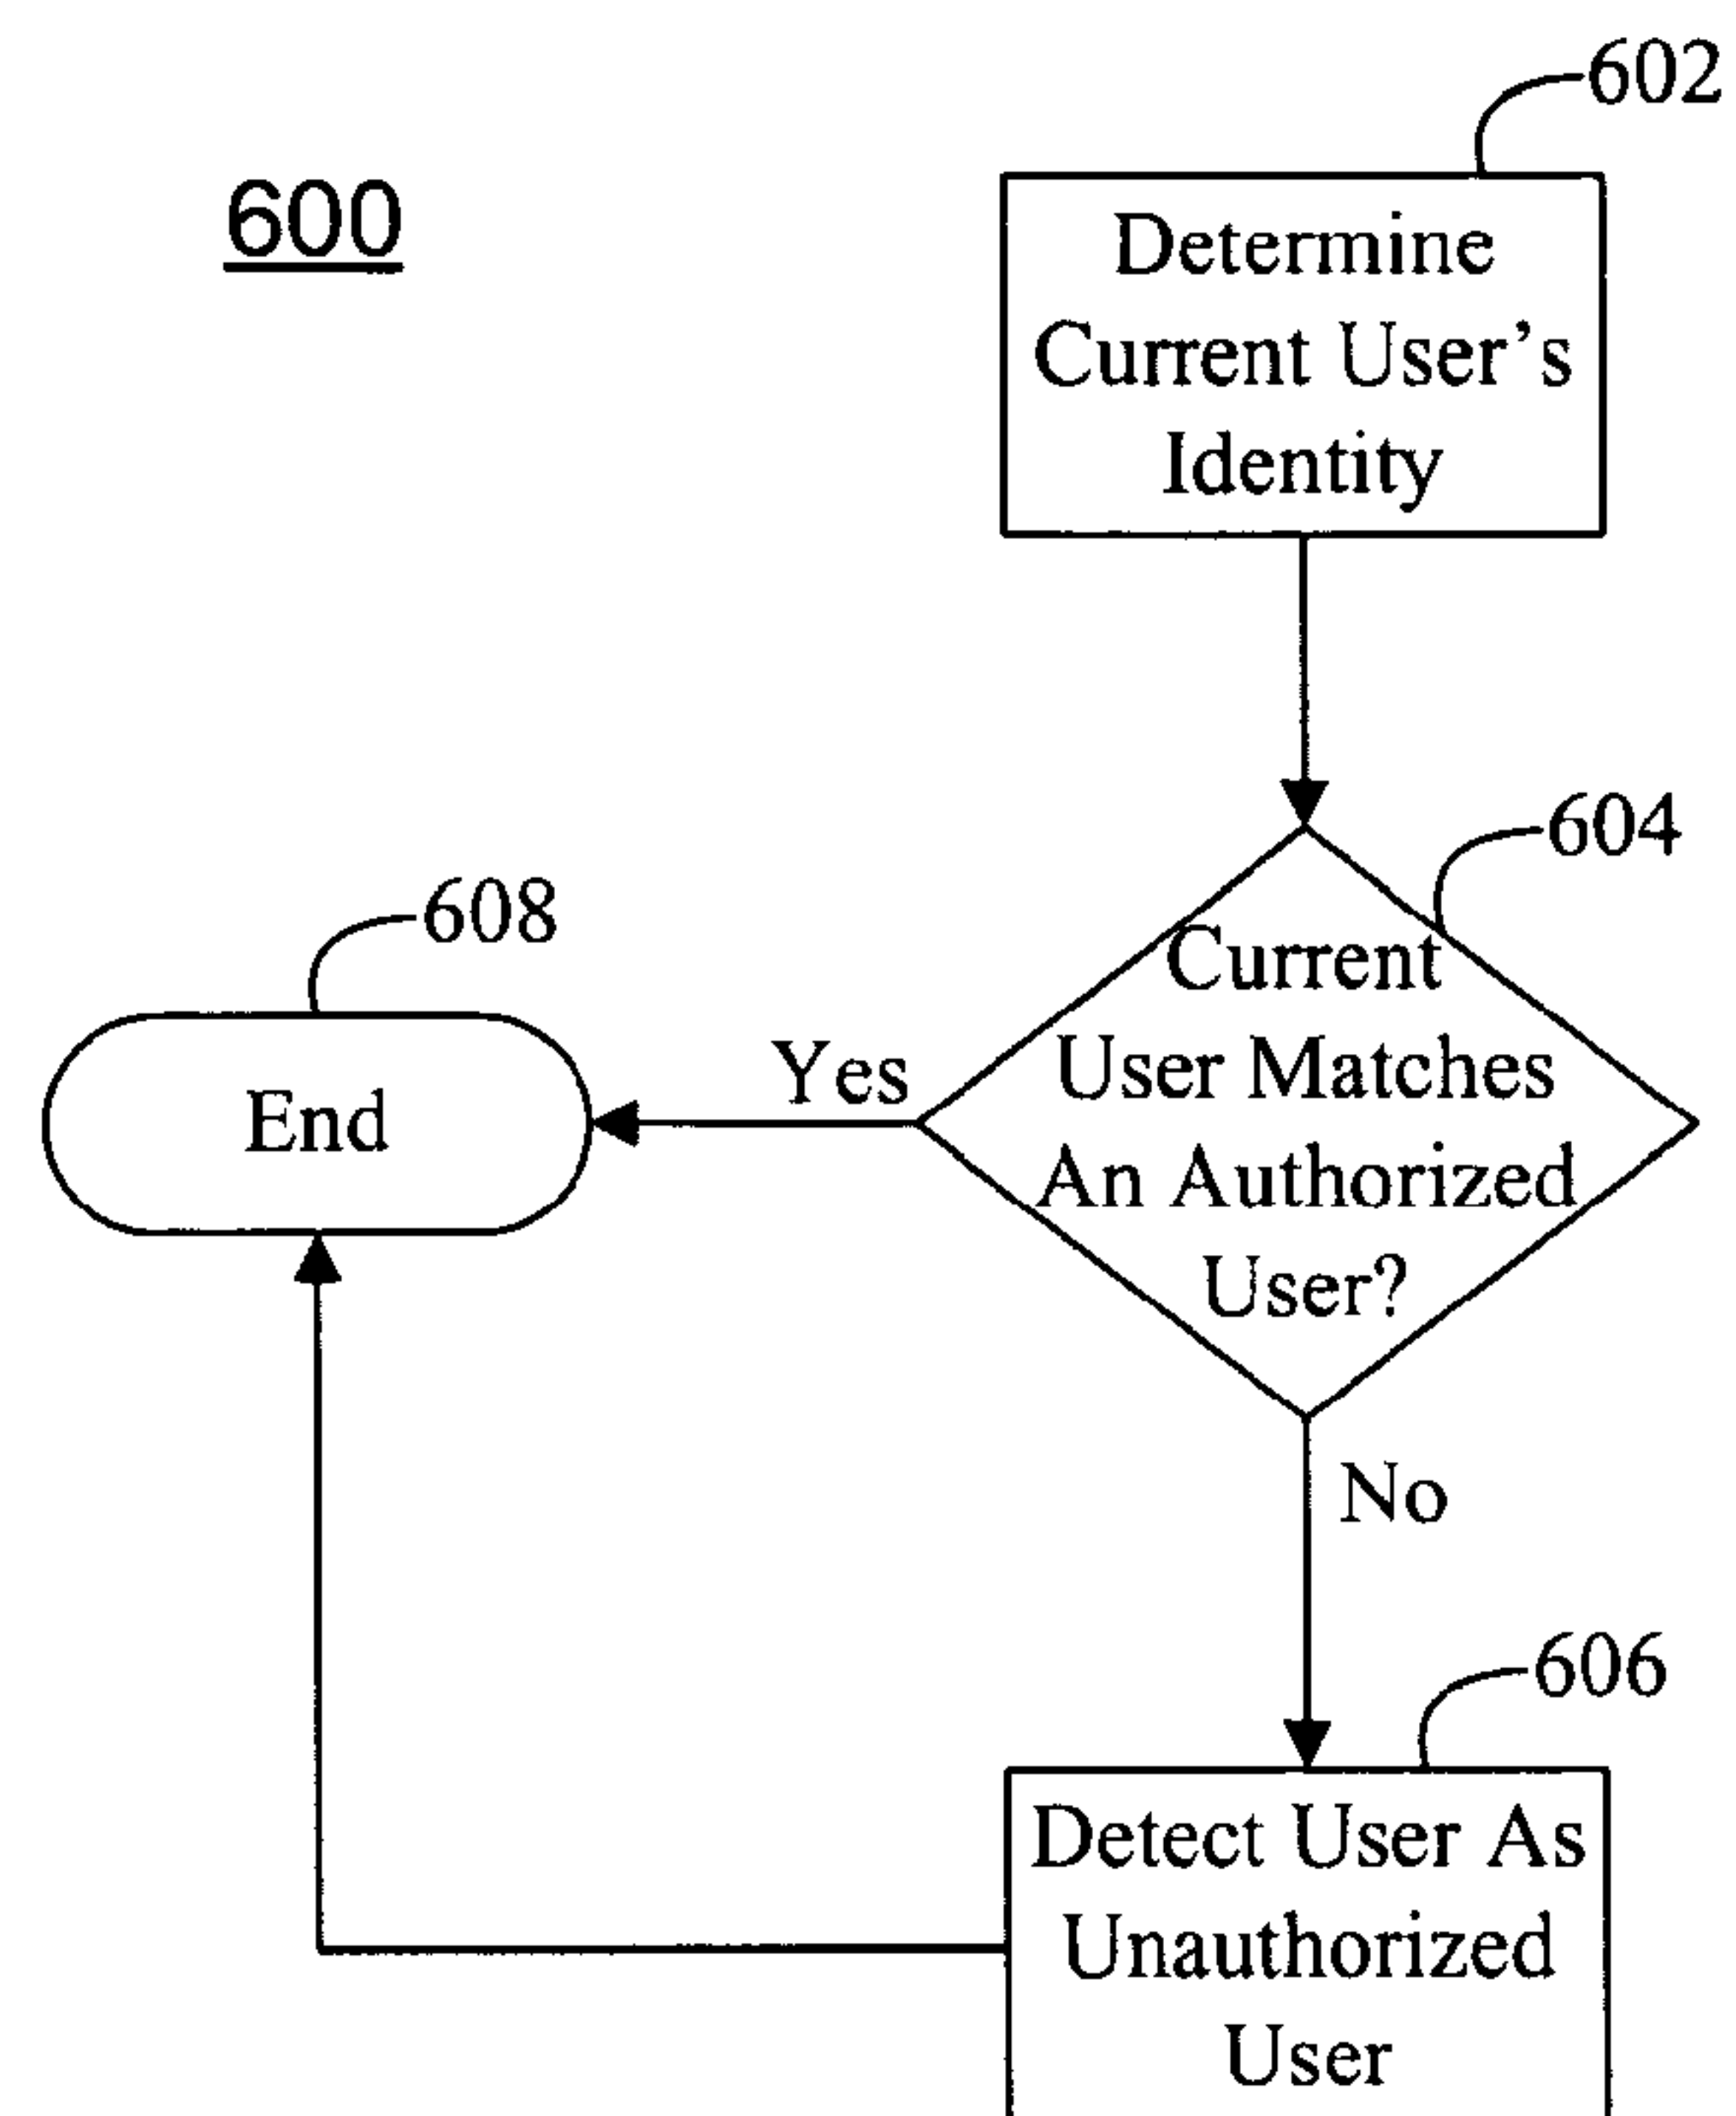 602
600
Determine
Current User's
Identity
604
608
Current
User Matches
An Authorized
User?
Yes
End
No
606
Detect User As
Unauthorized
User